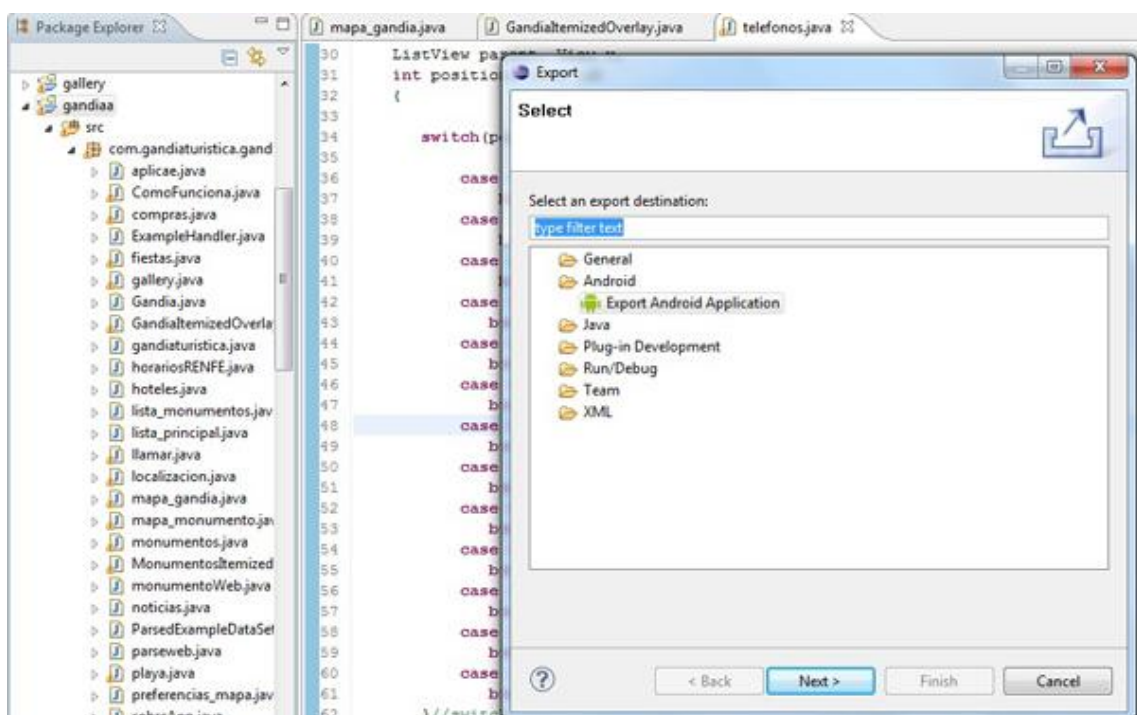 Package Explorer
mapa_gandia.java
GandiaItemizedOverlay.java
telefonos.java
gallery
gandiaa
src
com.gandiaturistica.gand
aplicae.java
ComoFunciona.java
compras.java
ExampleHandler.java
fiestas.java
gallery.java
Gandia.java
GandiaItemizedOverla
gandiaturistica.java
horariosRENFE.java
hoteles.java
lista_monumentos.jav
lista_principal.java
llamar.java
localizacion.java
mapa_gandia.java
mapa_monumento.jav
monumentos.java
MonumentosItemized
monumentoWeb.java
noticias.java
ParsedExampleDataSet
parseweb.java
playa.java
preferencias_mapa.jav
30 ListView
31 int positio
32 {
33
34 switch(p
35
36 case
37
38 case
39
40 case
41
42 case
43 b
44 case
45 b
46 case
47 b
48 case
49 b
50 case
51 b
52 case
53 b
54 case
55 b
56 case
57 b
58 case
59 b
60 case
61 b
62
Export
Select
Select an export destination:
type filter text
General
Android
Export Android Application
Java
Plug-in Development
Run/Debug
Team
XML
?
< Back
Next >
Finish
Cancel